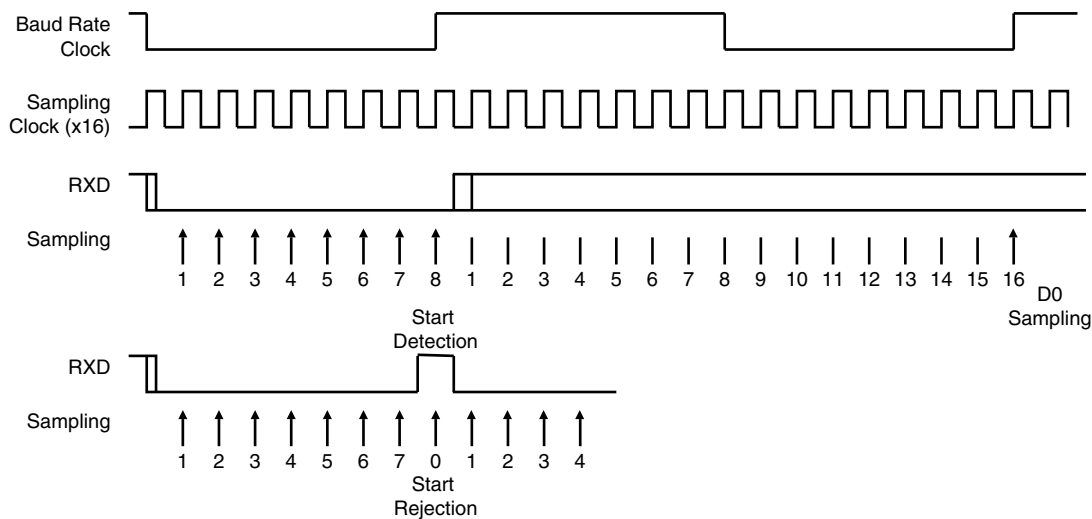 Baud Rate
Clock
Sampling
Clock (x16)
RXD
Sampling
1 2 3 4 5 6 7 8 1 2 3 4 5 6 7 8 9 10 11 12 13 14 15 16
D0
Sampling
Start
Detection
RXD
Sampling
1 2 3 4 5 6 7 0 1 2 3 4
Start
Rejection